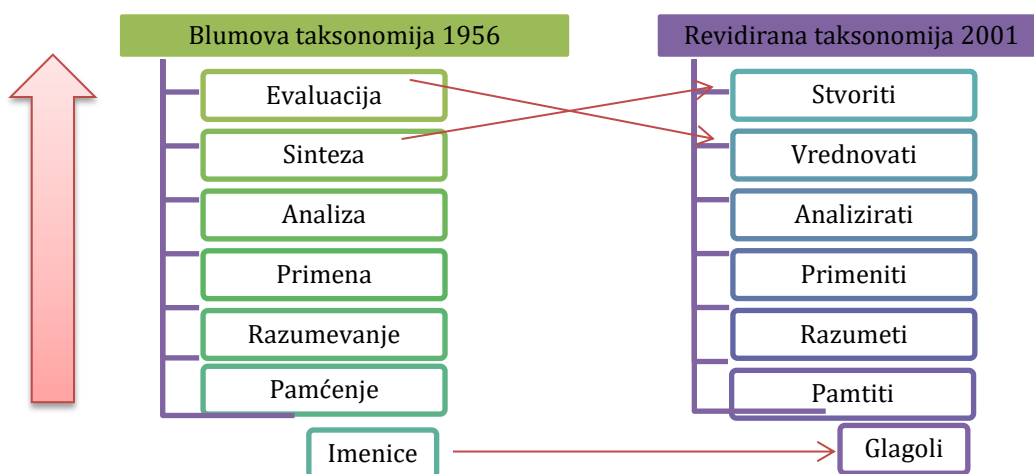 Blumova taksonomija 1956
Evaluacija
Sinteza
Analiza
Primena
Razumevanje
Pamćenje
Imenice
Revidirana taksonomija 2001
Stvoriti
Vrednovati
Analizirati
Primeniti
Razumeti
Pamtiti
Glagoli